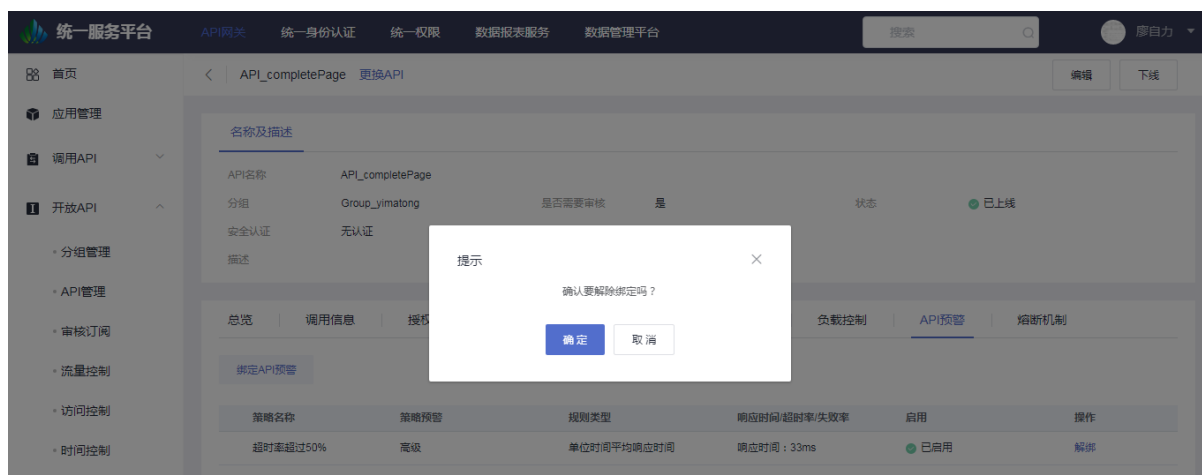 统一服务平台 API网关 统一身份认证 统一权限 数据报表服务 数据管理平台 搜索 廖自力
首页
应用管理
调用API
开放API
分组管理
API管理
审核订阅
流量控制
访问控制
时间控制
API_completePage 更换API 编辑 下线
名称及描述
API名称 API_completePage
分组 Group_yimatong 是否需要审核 是 状态 已上线
安全认证 无认证
描述
提示
确认要解除绑定吗？
确定 取消
总览 调用信息 授权 负载控制 API预警 熔断机制
绑定API预警
策略名称 策略预警 规则类型 响应时间/超时率/失败率 启用 操作
超时率超过50% 高级 单位时间平均响应时间 响应时间：33ms 已启用 解绑